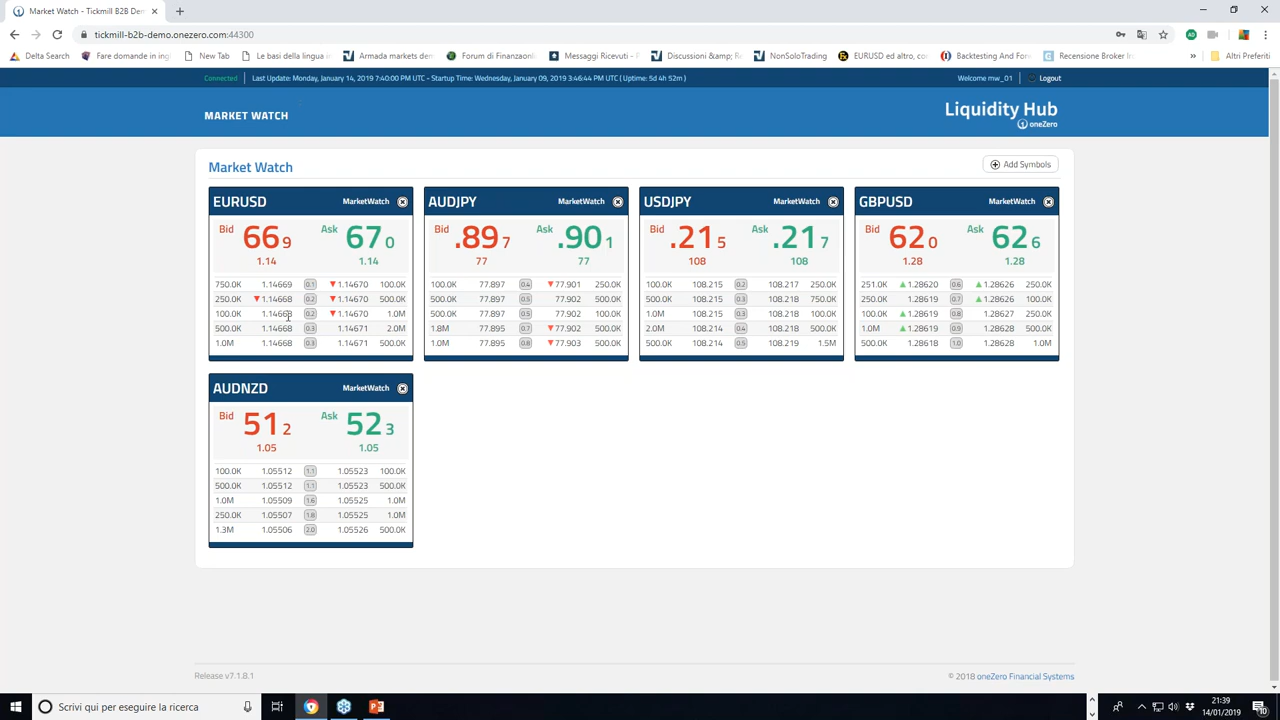 Market Watch - Tickmill B2B Dem
tickmill-b2b-demo.onezero.com:44300
Delta Search Fare domande in ing New Tab Le basi della lingua i Armada markets dem Forum di Finanzaonli Messaggi Ricevuti - F Discussioni &amp; Re NonSoloTrading EURUSD ed altro, co Backtesting And For Recensione Broker In » Altri Preferiti
Connected Last Update: Monday, January 14, 2019 7:40:00 PM UTC - Startup Time: Wednesday, January 09, 2019 3:46:44 PM UTC ( Uptime: 5d 4h 52m ) Welcome mw_01 Logout
MARKET WATCH Liquidity Hub
oneZero
Market Watch Add Symbols
EURUSD MarketWatch
Bid 66 9 Ask 67 0
1.14 1.14
750.0K 1.14669 0.1 ▼1.14670 100.0K
250.0K ▼1.14668 0.2 ▼1.14670 500.0K
100.0K 1.14668 0.2 ▼1.14670 1.0M
500.0K 1.14668 0.3 1.14671 2.0M
1.0M 1.14668 0.3 1.14671 500.0K
AUDJPY MarketWatch
Bid .89 7 Ask .90 1
77 77
100.0K 77.897 0.4 ▼77.901 250.0K
500.0K 77.897 0.5 77.902 500.0K
500.0K 77.897 0.5 77.902 100.0K
1.8M 77.895 0.7 ▼77.902 500.0K
1.0M 77.895 0.8 ▼77.903 500.0K
USDJPY MarketWatch
Bid .21 5 Ask .21 7
108 108
100.0K 108.215 0.2 108.217 250.0K
500.0K 108.215 0.3 108.218 750.0K
1.0M 108.215 0.3 108.218 100.0K
2.0M 108.214 0.4 108.218 500.0K
500.0K 108.214 0.5 108.219 1.5M
GBPUSD MarketWatch
Bid 62 0 Ask 62 6
1.28 1.28
251.0K ▲1.28620 0.6 ▲1.28626 250.0K
250.0K ▲1.28619 0.7 ▲1.28626 100.0K
100.0K ▲1.28619 0.8 1.28627 250.0K
1.0M ▲1.28619 0.9 1.28628 500.0K
500.0K 1.28618 1.0 1.28628 1.0M
AUDNZD MarketWatch
Bid 51 2 Ask 52 3
1.05 1.05
100.0K 1.05512 1.1 1.05523 100.0K
500.0K 1.05512 1.1 1.05523 500.0K
1.0M 1.05509 1.6 1.05525 1.0M
250.0K 1.05507 1.8 1.05525 1.0M
1.3M 1.05506 2.0 1.05526 500.0K
Release v7.1.8.1 © 2018 oneZero Financial Systems
Scrivi qui per eseguire la ricerca
21:39
14/01/2019
10